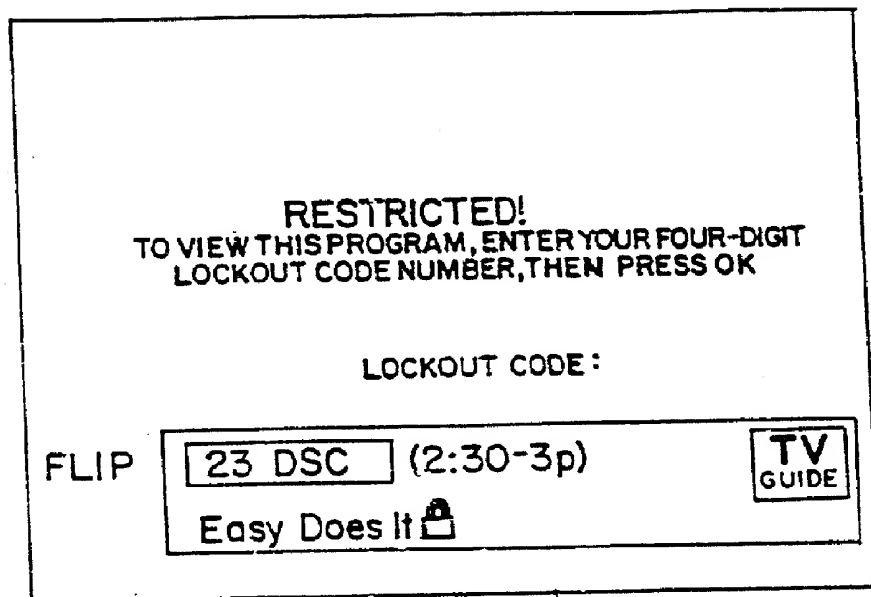 RESTRICTED!
TO VIEW THIS PROGRAM, ENTER YOUR FOUR-DIGIT
LOCKOUT CODE NUMBER, THEN PRESS OK
LOCKOUT CODE:
FLIP
23 DSC (2:30-3p)
TV
GUIDE
Easy Does It